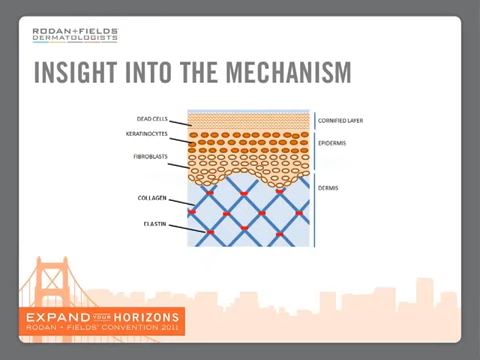 RODAN+FIELDS
DERMATOLOGISTS
INSIGHT INTO THE MECHANISM
DEAD CELLS
KERATINOCYTES
FIBROBLASTS
COLLAGEN
ELASTIN
CORNIFIED LAYER
EPIDERMIS
DERMIS
EXPAND YOUR HORIZONS
RODAN + FIELDS' CONVENTION 2011